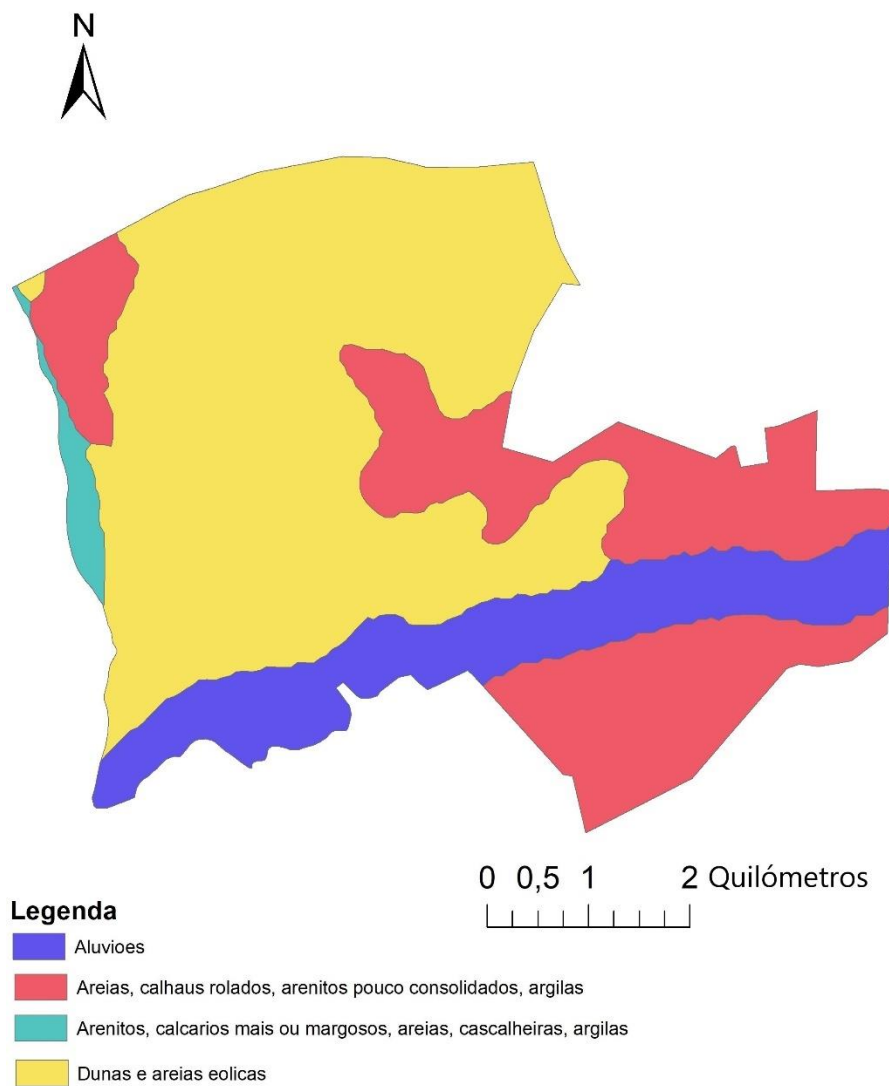 N
0 0,5 1 2 Quilómetros
Legenda
Aluvioes
Areias, calhaus rolados, arenitos pouco consolidados, argilas
Arenitos, calcarios mais ou margosos, areias, cascalheiras, argilas
Dunas e areias eolicas